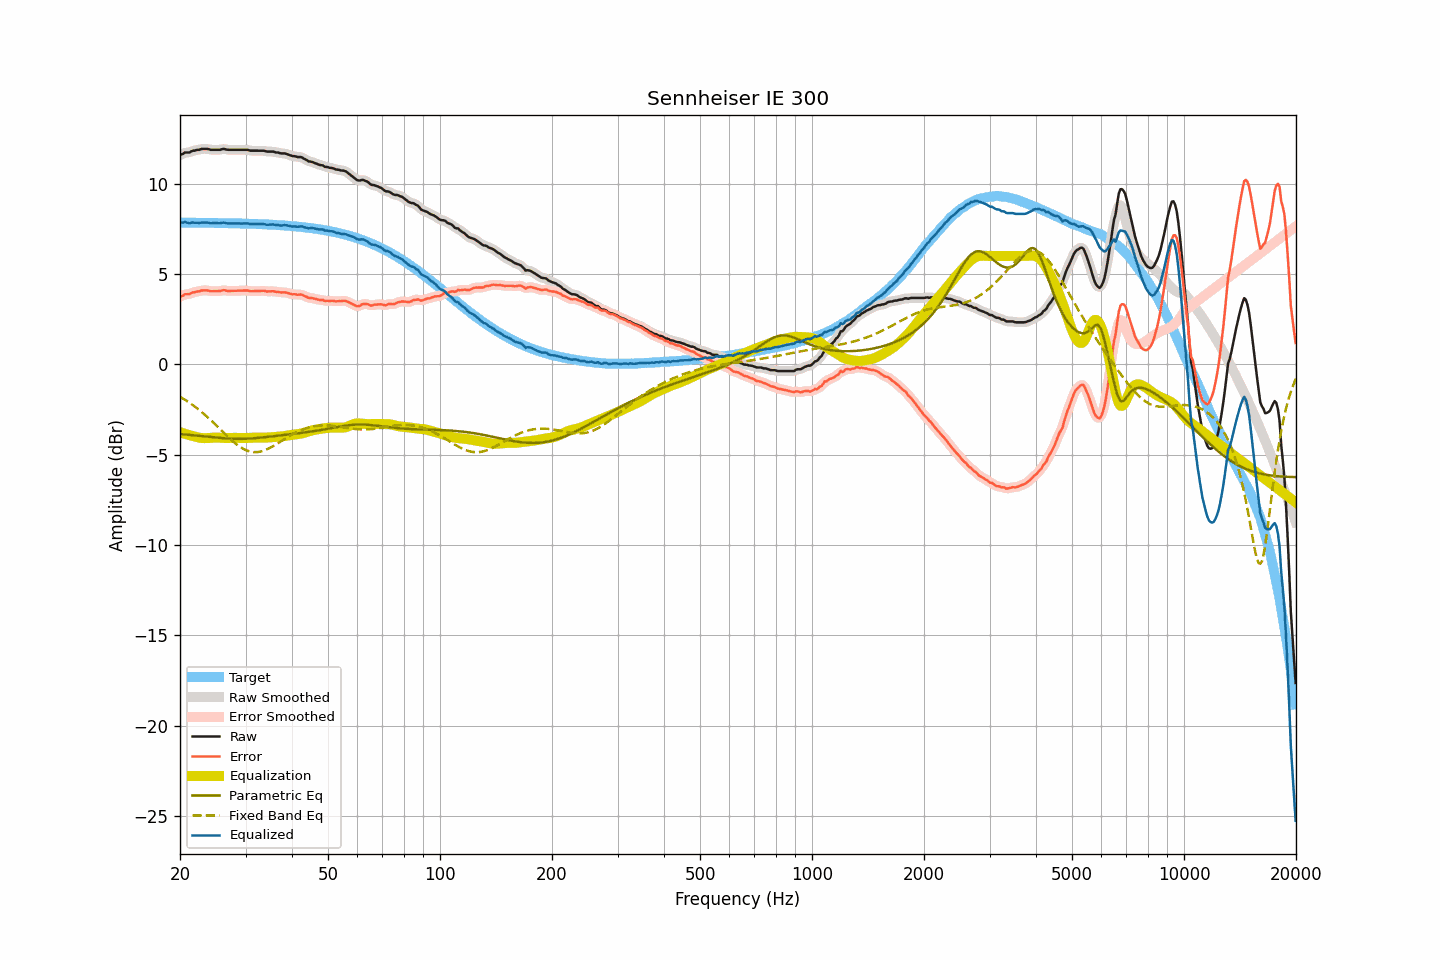 Sennheiser IE 300
10
5
0
−5
−10
−15
−20
−25
Amplitude (dBr)
Target
Raw Smoothed
Error Smoothed
Raw
Error
Equalization
Parametric Eq
Fixed Band Eq
Equalized
20 50 100 200 500 1000 2000 5000 10000 20000
Frequency (Hz)